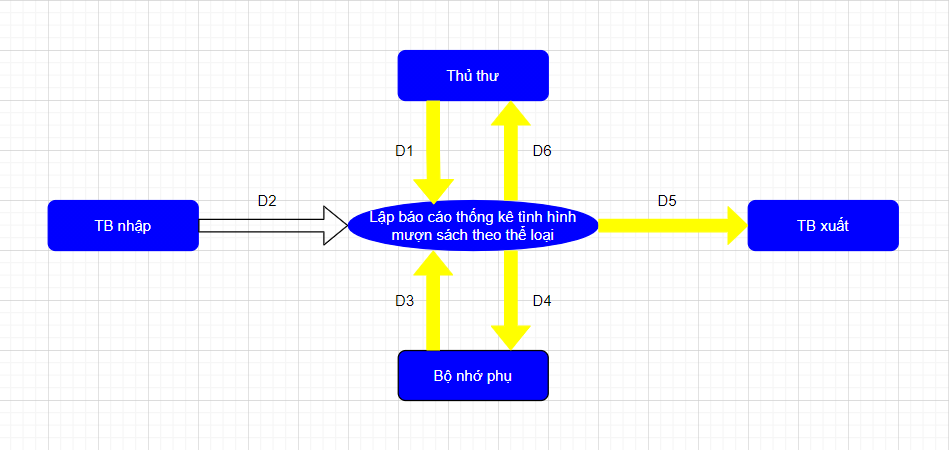 Thủ thư
D1
D6
D2
D5
TB nhập
Lập báo cáo thống kê tình hình
mượn sách theo thể loại
TB xuất
D3
D4
Bộ nhớ phụ